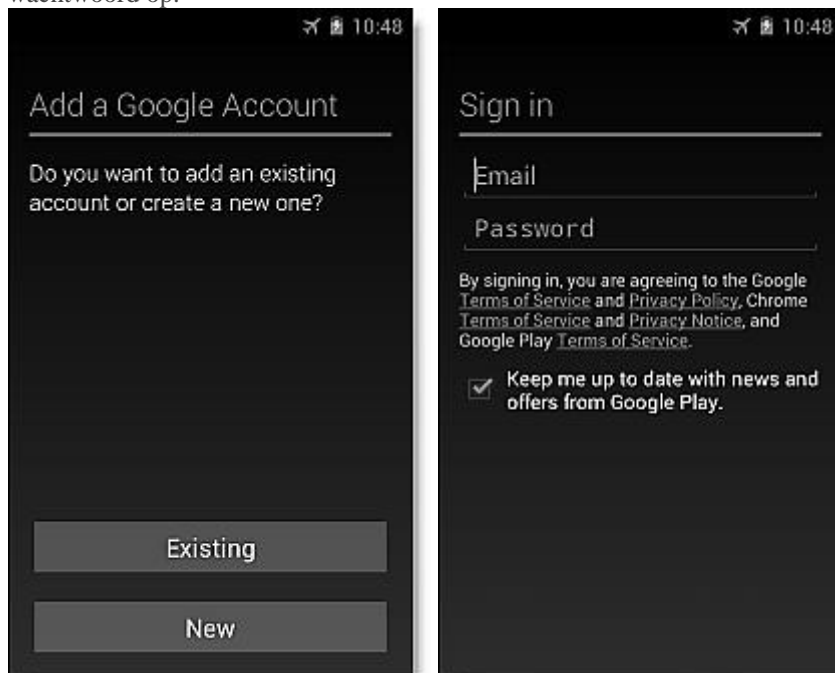 wachtwoord op.
10:48
Add a Google Account
Do you want to add an existing
account or create a new one?
Existing
New
10:48
Sign in
Email
Password
By signing in, you are agreeing to the Google
Terms of Service and Privacy Policy, Chrome
Terms of Service and Privacy Notice, and
Google Play Terms of Service.
Keep me up to date with news and
offers from Google Play.